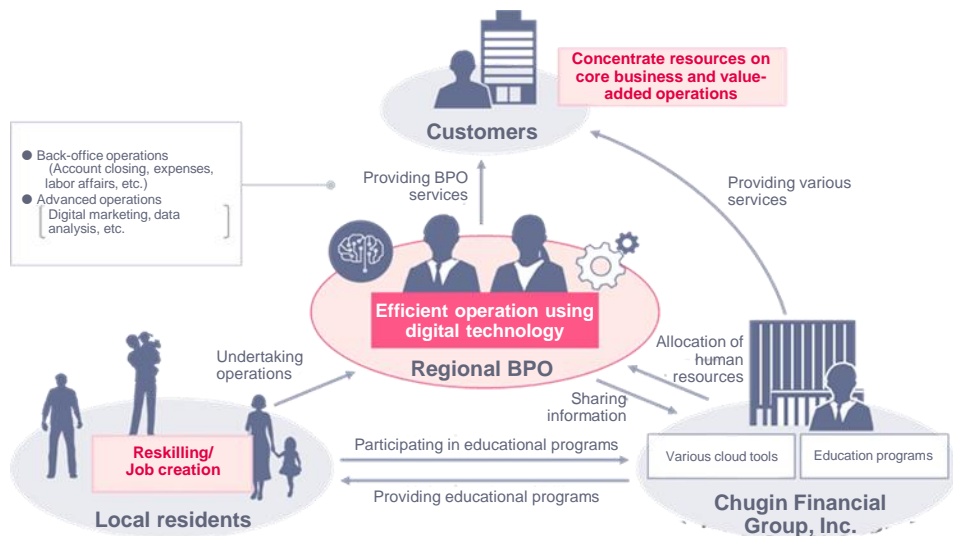 Concentrate resources on
core business and value-
added operations
Customers
● Back-office operations
(Account closing, expenses,
labor affairs, etc.)
● Advanced operations
Digital marketing, data
analysis, etc.
Providing BPO
services
Providing various
services
Efficient operation using
digital technology
Regional BPO
Undertaking
operations
Allocation of
human
resources
Sharing
information
Reskilling/
Job creation
Local residents
Participating in educational programs
Providing educational programs
Various cloud tools
Education programs
Chugin Financial
Group, Inc.